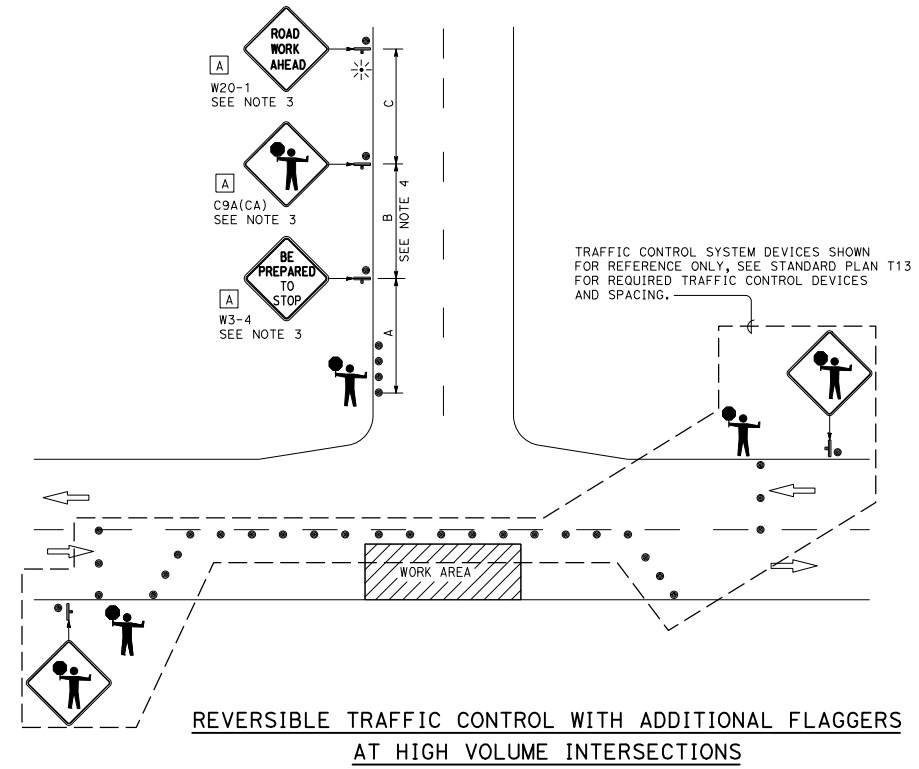 ROAD
WORK
AHEAD
A
W20-1
SEE NOTE 3
C
A
C9A(CA)
SEE NOTE 3
B
SEE NOTE 4
BE
PREPARED
TO
STOP
A
W3-4
SEE NOTE 3
A
TRAFFIC CONTROL SYSTEM DEVICES SHOWN
FOR REFERENCE ONLY, SEE STANDARD PLAN T13
FOR REQUIRED TRAFFIC CONTROL DEVICES
AND SPACING.
WORK AREA
REVERSIBLE TRAFFIC CONTROL WITH ADDITIONAL FLAGGERS
AT HIGH VOLUME INTERSECTIONS